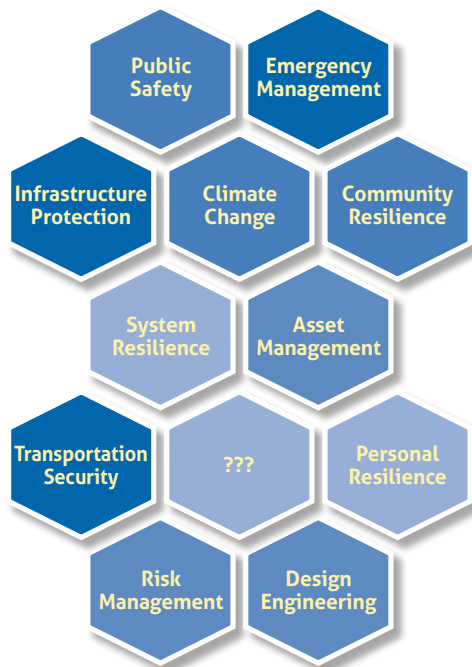 Public
Safety
Emergency
Management
Infrastructure
Protection
Climate
Change
Community
Resilience
System
Resilience
Asset
Management
Transportation
Security
???
Personal
Resilience
Risk
Management
Design
Engineering